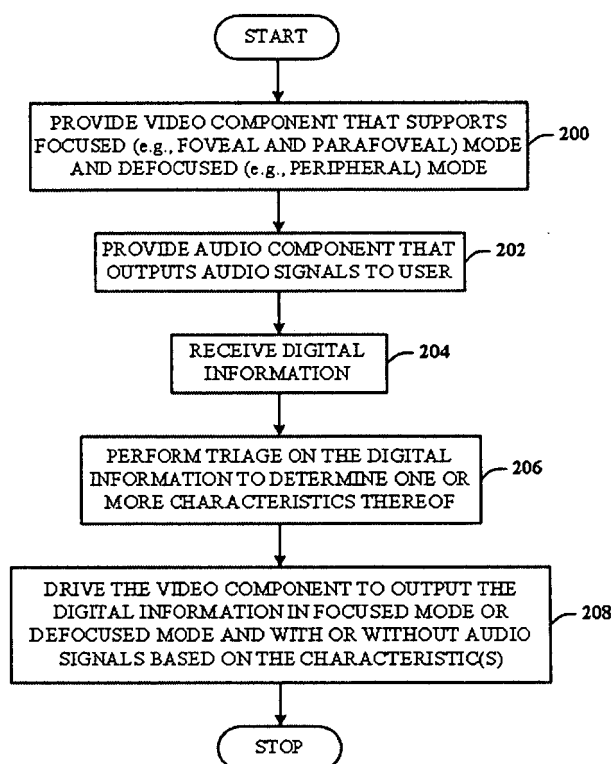 START
PROVIDE VIDEO COMPONENT THAT SUPPORTS
FOCUSED (e.g., FOVEAL AND PARAFOVEAL) MODE
AND DEFOCUSED (e.g., PERIPHERAL) MODE
200
PROVIDE AUDIO COMPONENT THAT
OUTPUTS AUDIO SIGNALS TO USER
202
RECEIVE DIGITAL
INFORMATION
204
PERFORM TRIAGE ON THE DIGITAL
INFORMATION TO DETERMINE ONE OR
MORE CHARACTERISTICS THEREOF
206
DRIVE THE VIDEO COMPONENT TO OUTPUT THE
DIGITAL INFORMATION IN FOCUSED MODE OR
DEFOCUSED MODE AND WITH OR WITHOUT AUDIO
SIGNALS BASED ON THE CHARACTERISTIC(S)
208
STOP